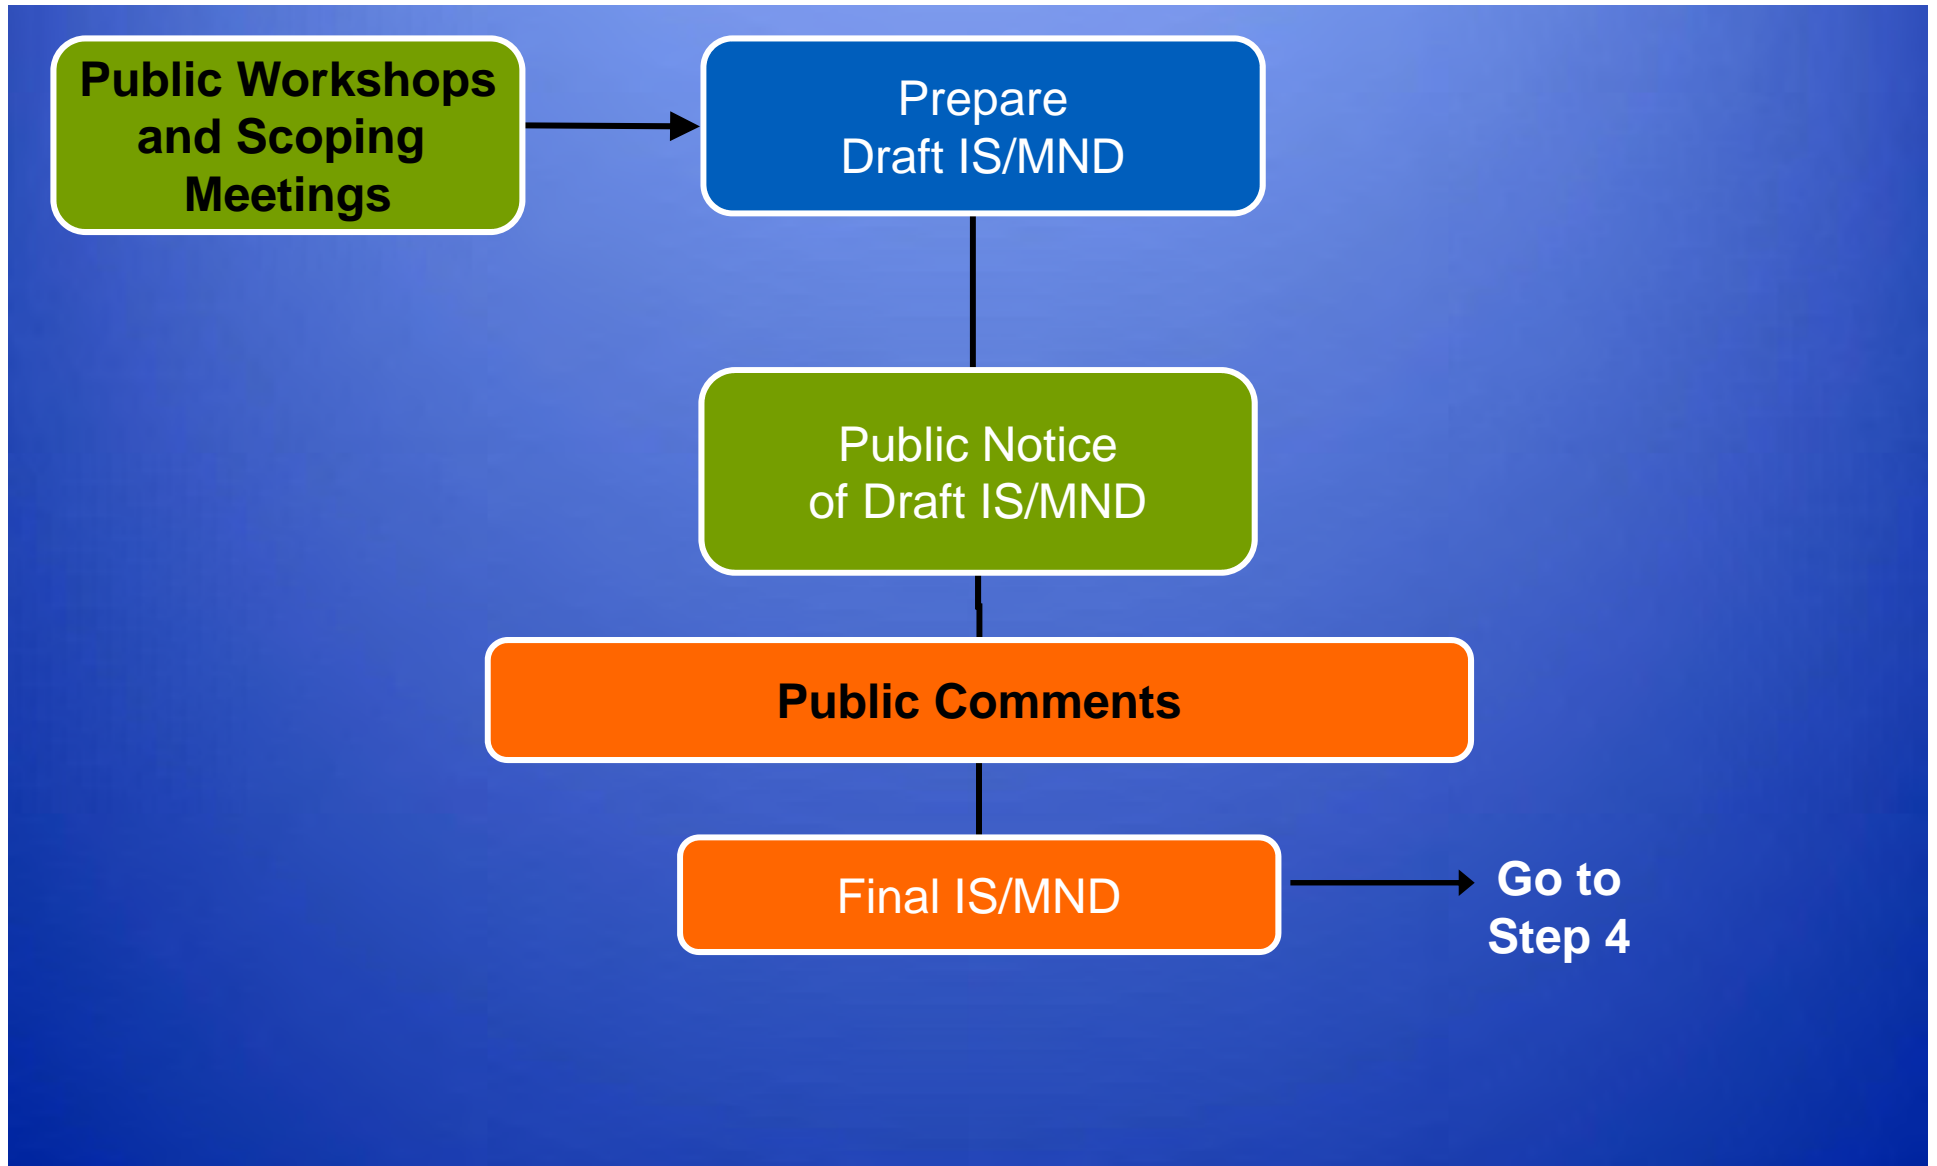 Public Workshops
and Scoping
Meetings
Prepare
Draft IS/MND
Public Notice
of Draft IS/MND
Public Comments
Final IS/MND
Go to
Step 4